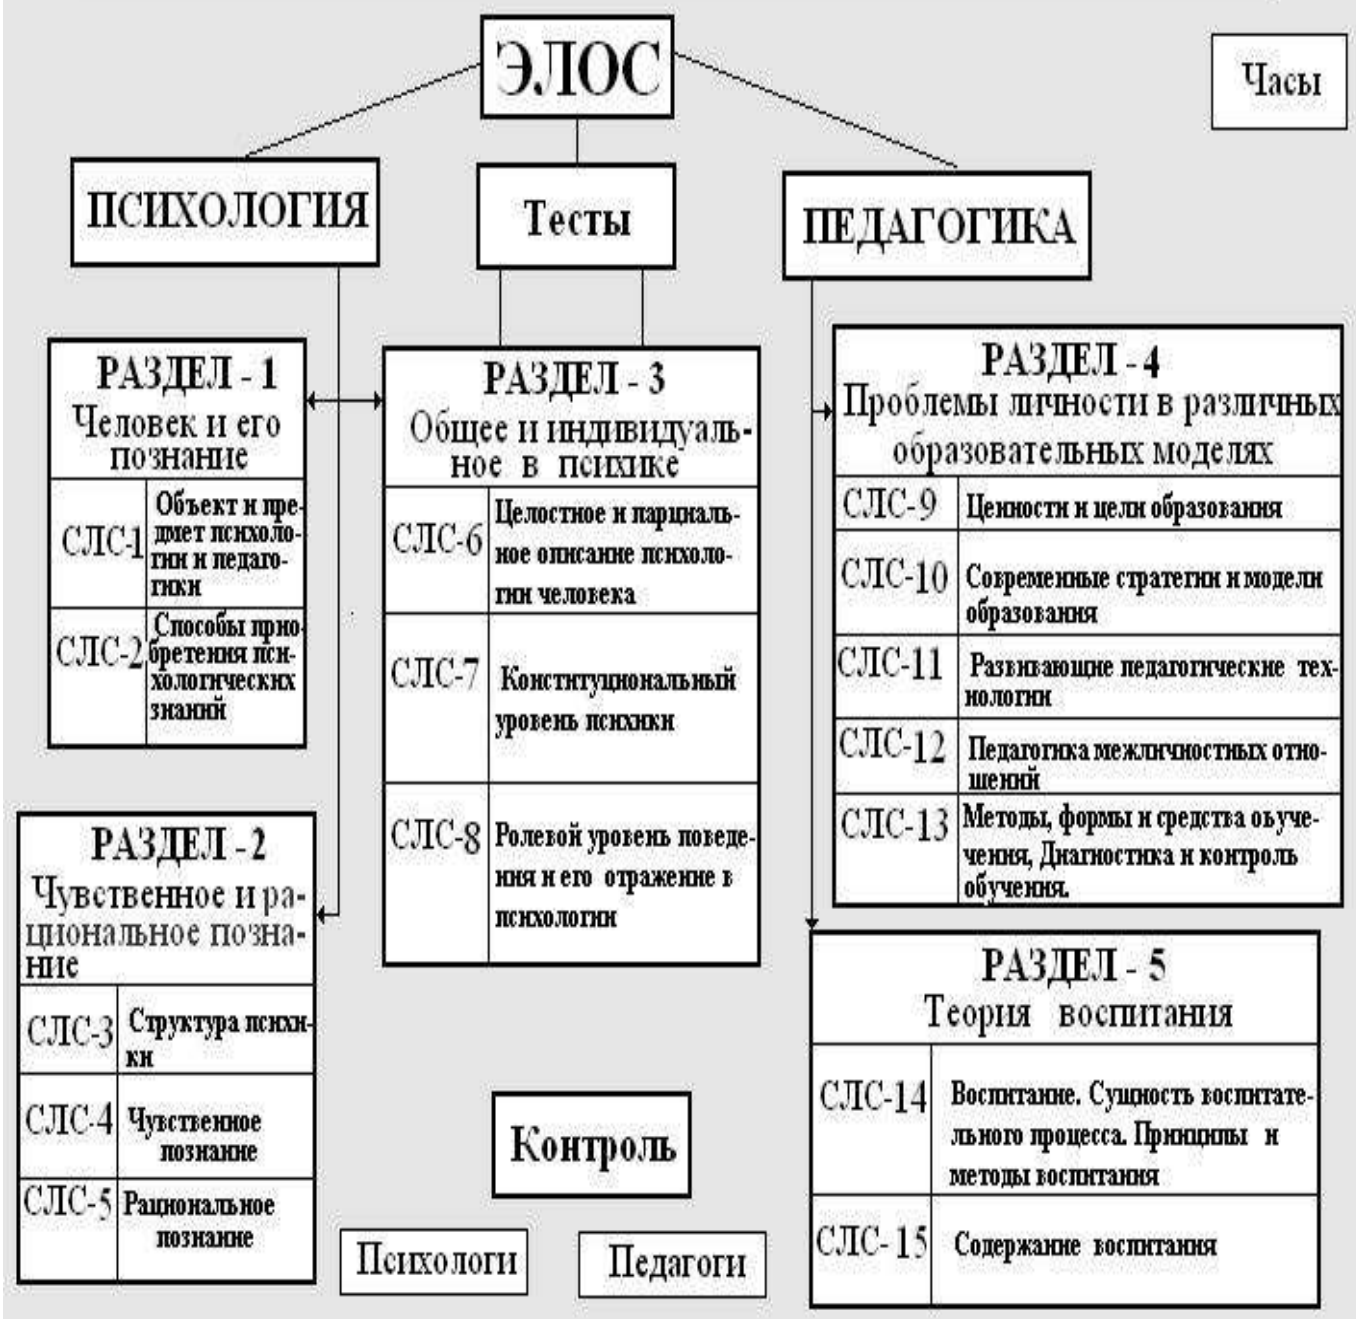 ЭЛОС
Часы
ПСИХОЛОГИЯ
Тесты
ПЕДАГОГИКА
РАЗДЕЛ - 1
Человек и его
познание
СЛС-1
Объект и пре-
дмет психоло-
гии и педаго-
гики
СЛС-2
Способы прио-
бретения пси-
хологических
знаний
РАЗДЕЛ -2
Чувственное и ра-
циональное позна-
ние
СЛС-3
Структура психи-
ки
СЛС-4
Чувственное
познание
СЛС-5
Рациональное
познание
РАЗДЕЛ - 3
Общее и индивидуаль-
ное в психике
СЛС-6
Целостное и парциаль-
ное описание психоло-
гии человека
СЛС-7
Конституциональный
уровень психики
СЛС-8
Ролевой уровень поведе-
ния и его отражение в
психологии
РАЗДЕЛ - 4
Проблемы личности в различных
образовательных моделях
СЛС-9
Ценности и цели образования
СЛС-10
Современные стратегии и модели
образования
СЛС-11
Развивающие педагогические тех-
нологии
СЛС-12
Педагогика межличностных отно-
шений
СЛС-13
Методы, формы и средства оьуче-
чения, Диагностика и контроль
обучения.
РАЗДЕЛ - 5
Теория воспитания
СЛС-14
Воспитание. Сущность воспитате-
льного процесса. Принципы и
методы воспитания
СЛС-15
Содержание воспитания
Контроль
Психологи
Педагоги